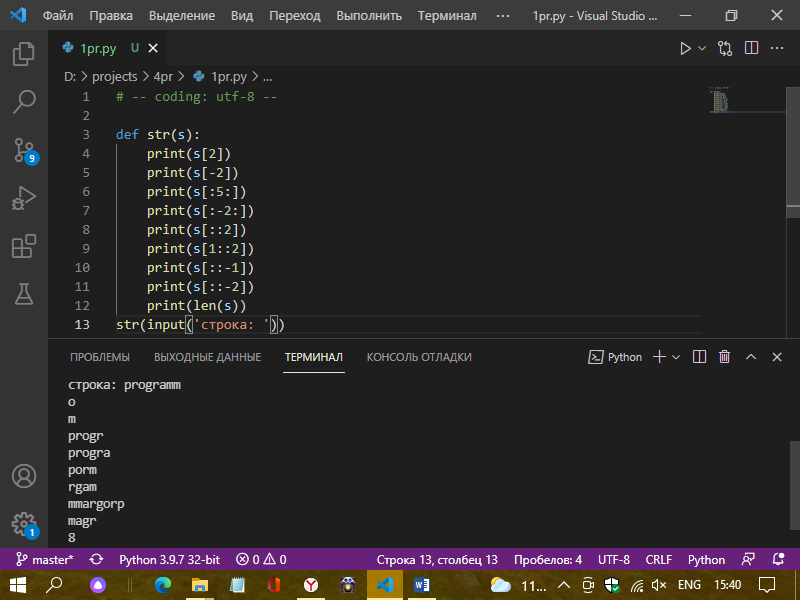 Файл Правка Выделение Вид Переход Выполнить Терминал ··· 1pr.py - Visual Studio ...
1pr.py U
D: > projects > 4pr > 1pr.py > ...
1 # -- coding: utf-8 --
2
3 def str(s):
4 print(s[2])
5 print(s[-2])
6 print(s[:5:])
7 print(s[:-2:])
8 print(s[::2])
9 print(s[1::2])
10 print(s[::-1])
11 print(s[::-2])
12 print(len(s))
13 str(input('строка: '))
ПРОБЛЕМЫ ВЫХОДНЫЕ ДАННЫЕ ТЕРМИНАЛ КОНСОЛЬ ОТЛАДКИ Python
строка: programm
o
m
progr
progra
porm
rgam
mmargorp
magr
8
9
1
master* Python 3.9.7 32-bit 0 0 Строка 13, столбец 13 Пробелов: 4 UTF-8 CRLF Python
11... ENG 15:40